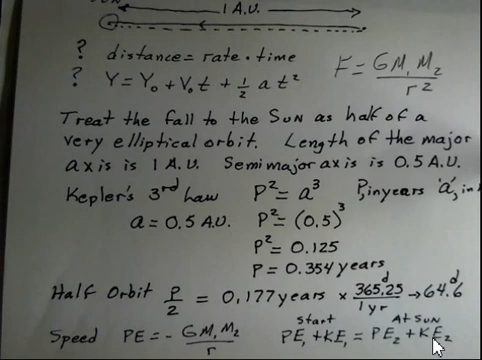 1 A.U.
? distance = rate · time
? Y = Y₀ + V₀t + ½ a t²
F = GM₁M₂ / r²
Treat the fall to the Sun as half of a
very elliptical orbit. Length of the major
axis is 1 A.U. Semimajor axis is 0.5 A.U.
Kepler's 3rd Law P² = a³ P, in years 'a', in
a = 0.5 A.U. P² = (0.5)³
P² = 0.125
P = 0.354 years
Half Orbit P/2 = 0.177 years × 365.25d / 1 yr → 64.6d
Start At Sun
Speed PE = - GM₁M₂ / r PE₁ + KE₁ = PE₂ + KE₂